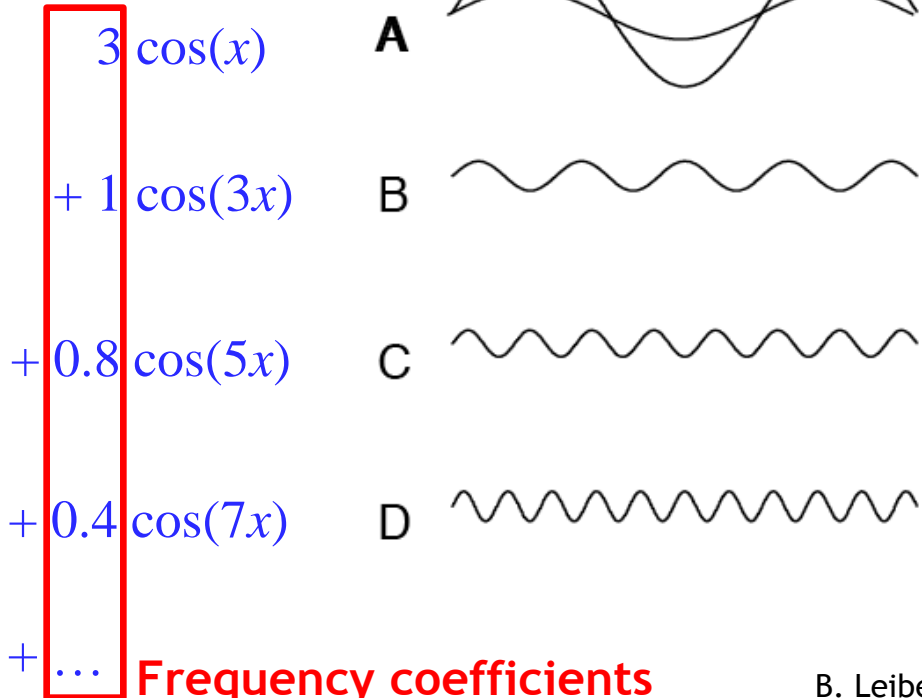 3 cos(x) A
+ 1 cos(3x) B
+ 0.8 cos(5x) C
+ 0.4 cos(7x) D
+ … Frequency coefficients
B. Leibe